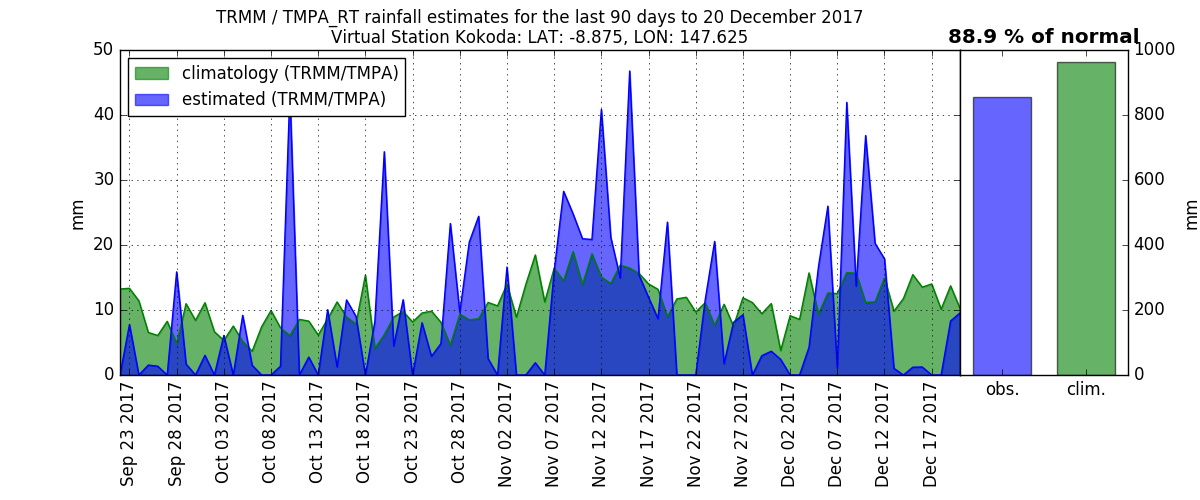 TRMM / TMPA_RT rainfall estimates for the last 90 days to 20 December 2017
Virtual Station Kokoda: LAT: -8.875, LON: 147.625
88.9 % of normal
climatology (TRMM/TMPA)
estimated (TRMM/TMPA)
50
40
30
20
10
0
mm
1000
800
600
400
200
0
mm
Sep 23 2017
Sep 28 2017
Oct 03 2017
Oct 08 2017
Oct 13 2017
Oct 18 2017
Oct 23 2017
Oct 28 2017
Nov 02 2017
Nov 07 2017
Nov 12 2017
Nov 17 2017
Nov 22 2017
Nov 27 2017
Dec 02 2017
Dec 07 2017
Dec 12 2017
Dec 17 2017
obs.
clim.